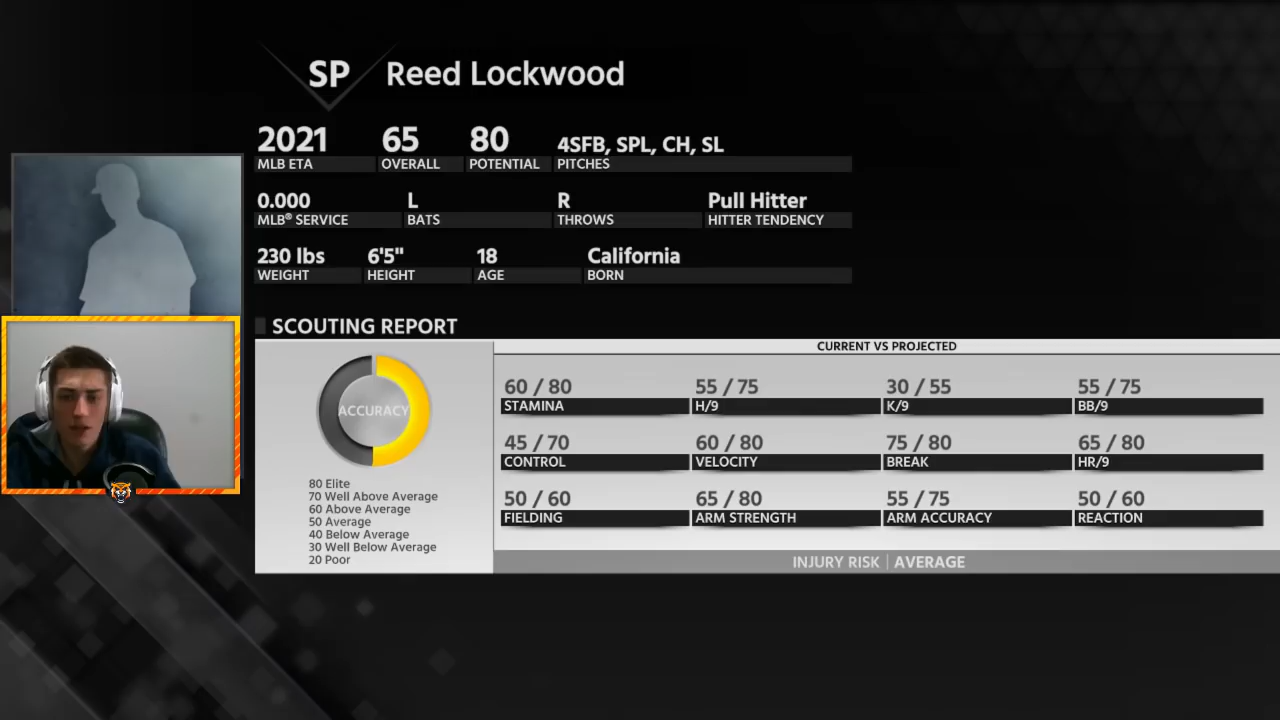 SP Reed Lockwood
2021 65 80 4SFB, SPL, CH, SL
MLB ETA OVERALL POTENTIAL PITCHES
0.000 L R Pull Hitter
MLB® SERVICE BATS THROWS HITTER TENDENCY
230 lbs 6'5" 18 California
WEIGHT HEIGHT AGE BORN
SCOUTING REPORT
CURRENT VS PROJECTED
ACCURACY
80 Elite
70 Well Above Average
60 Above Average
50 Average
40 Below Average
30 Well Below Average
20 Poor
60 / 80 55 / 75 30 / 55 55 / 75
STAMINA H/9 K/9 BB/9
45 / 70 60 / 80 75 / 80 65 / 80
CONTROL VELOCITY BREAK HR/9
50 / 60 65 / 80 55 / 75 50 / 60
FIELDING ARM STRENGTH ARM ACCURACY REACTION
INJURY RISK | AVERAGE